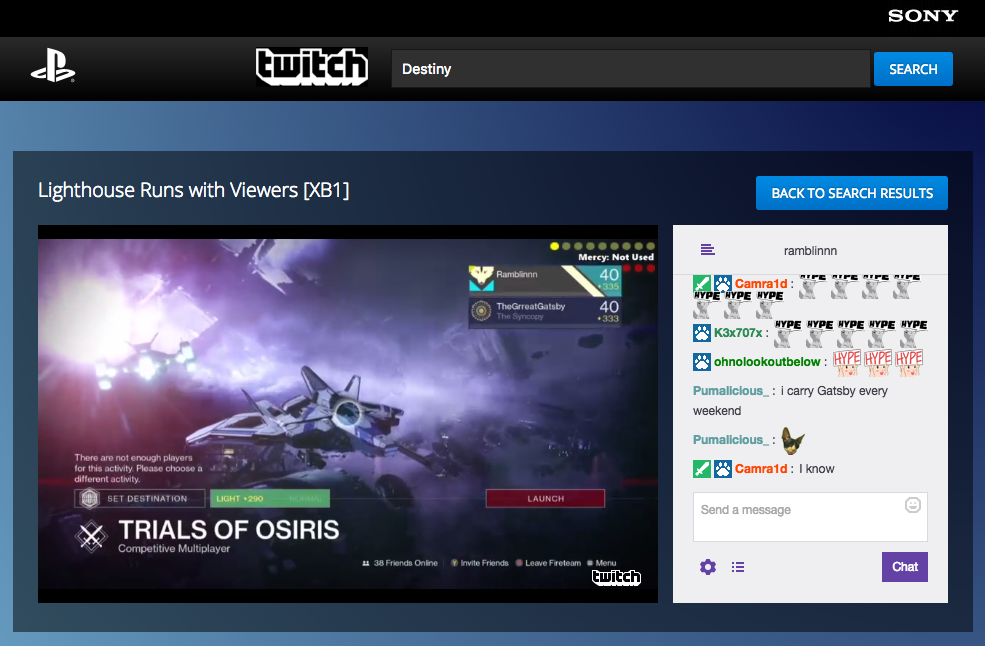 SONY
twitch
Destiny
SEARCH
Lighthouse Runs with Viewers [XB1]
BACK TO SEARCH RESULTS
Mercy: Not Used
Ramblinnn
40
+335
TheGrreatGatsby
The Syncopy
40
+333
There are not enough players
for this activity. Please choose a
different activity.
SET DESTINATION
LIGHT +290
NORMAL
LAUNCH
TRIALS OF OSIRIS
Competitive Multiplayer
38 Friends Online
Y Invite Friends
Leave Fireteam
Menu
twitch
ramblinnn
Camra1d : HYPE HYPE HYPE HYPE
HYPE HYPE HYPE
K3x707x : HYPE HYPE HYPE HYPE HYPE
ohnolookoutbelow : HYPE HYPE HYPE
Pumalicious_ : i carry Gatsby every
weekend
Pumalicious_ :
Camra1d : I know
Send a message
Chat